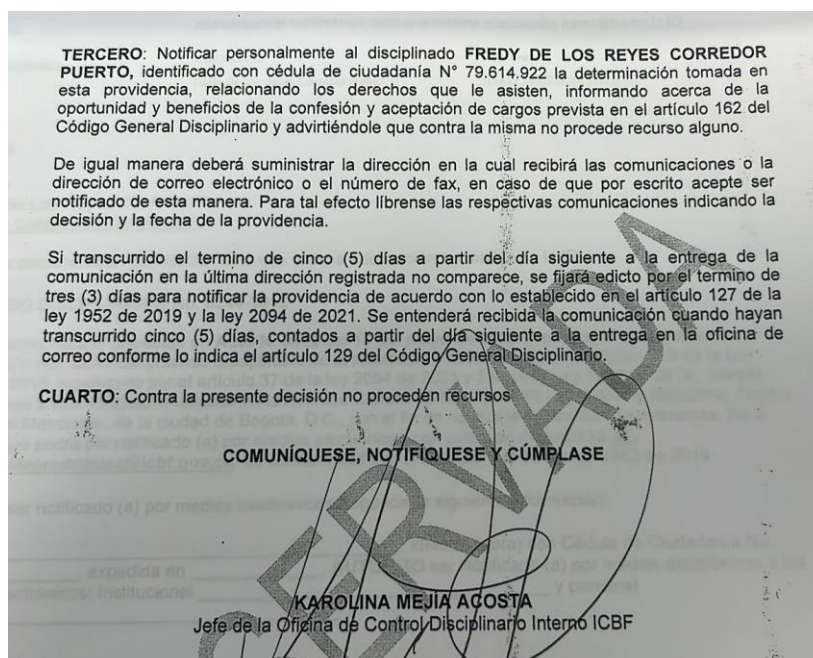 TERCERO: Notificar personalmente al disciplinado FREDY DE LOS REYES CORREDOR
PUERTO, identificado con cédula de ciudadanía N° 79.614.922 la determinación tomada en
esta providencia, relacionando los derechos que le asisten, informando acerca de la
oportunidad y beneficios de la confesión y aceptación de cargos prevista en el artículo 162 del
Código General Disciplinario y advirtiéndole que contra la misma no procede recurso alguno.
De igual manera deberá suministrar la dirección en la cual recibirá las comunicaciones o la
dirección de correo electrónico o el número de fax, en caso de que por escrito acepte ser
notificado de esta manera. Para tal efecto líbrense las respectivas comunicaciones indicando la
decisión y la fecha de la providencia.
Si transcurrido el termino de cinco (5) días a partir del día siguiente a la entrega de la
comunicación en la última dirección registrada no comparece, se fijará edicto por el termino de
tres (3) días para notificar la providencia de acuerdo con lo establecido en el artículo 127 de la
ley 1952 de 2019 y la ley 2094 de 2021. Se entenderá recibida la comunicación cuando hayan
transcurrido cinco (5) días, contados a partir del día siguiente a la entrega en la oficina de
correo conforme lo indica el artículo 129 del Código General Disciplinario.
CUARTO: Contra la presente decisión no proceden recursos
COMUNÍQUESE, NOTIFÍQUESE Y CÚMPLASE
KAROLINA MEJÍA ACOSTA
Jefe de la Oficina de Control Disciplinario Interno ICBF
CERVADA